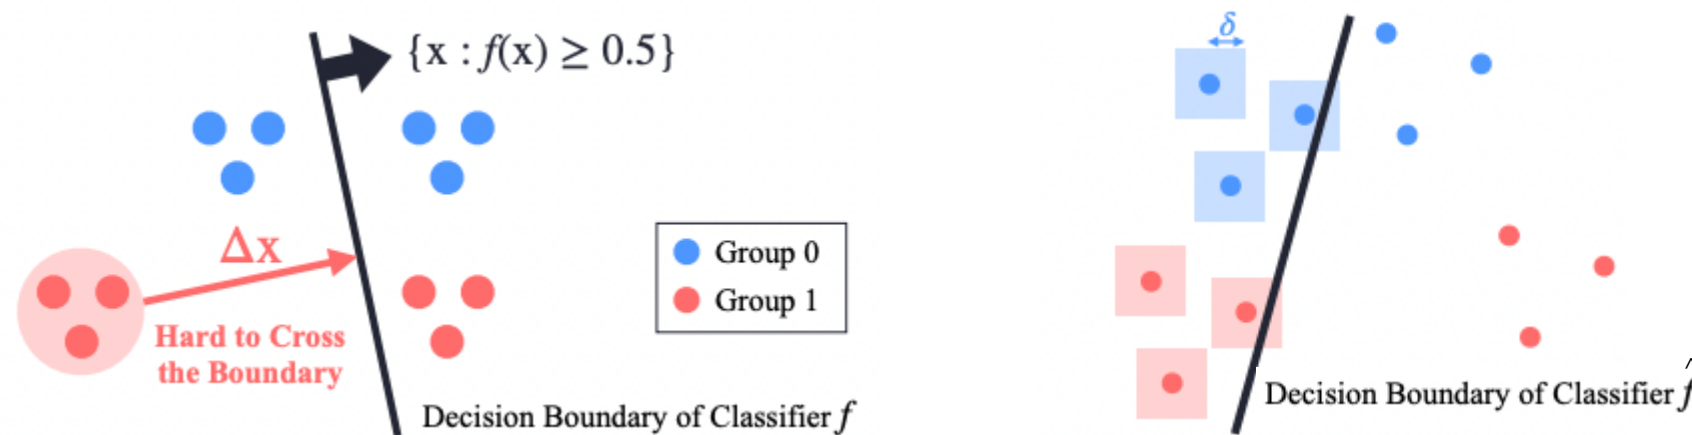 {x : f(x) ≥ 0.5}
Δx
Hard to Cross
the Boundary
Group 0
Group 1
Decision Boundary of Classifier f
δ
Decision Boundary of Classifier f̂